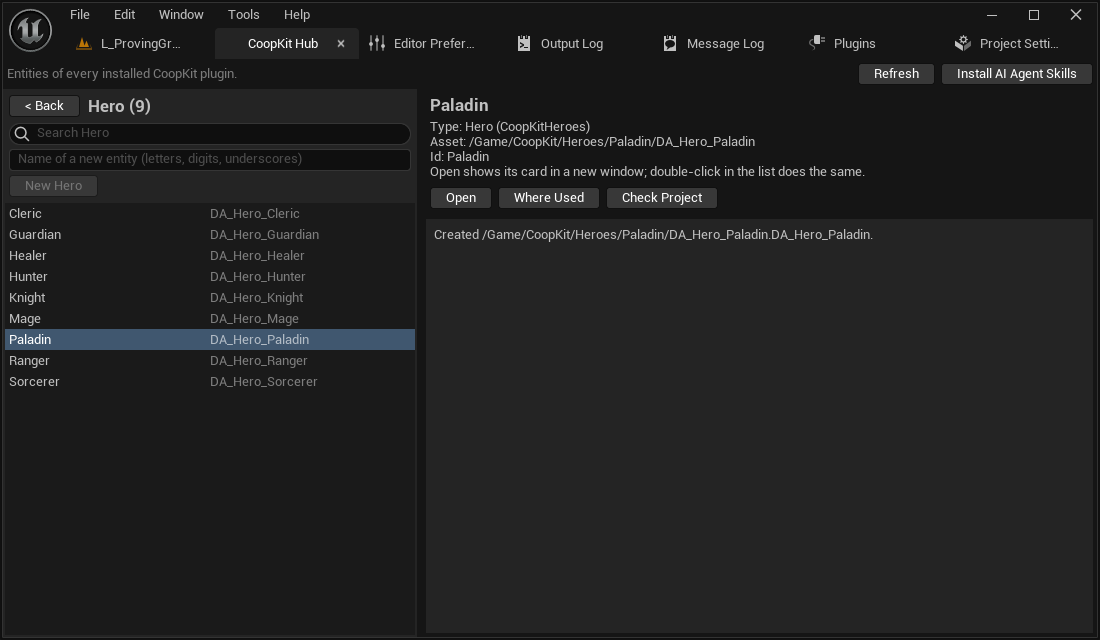 File Edit Window Tools Help
L_ProvingGr... CoopKit Hub Editor Prefer... Output Log Message Log Plugins Project Setti...
Entities of every installed CoopKit plugin.
Refresh Install AI Agent Skills
< Back Hero (9)
Search Hero
Name of a new entity (letters, digits, underscores)
New Hero
Cleric DA_Hero_Cleric
Guardian DA_Hero_Guardian
Healer DA_Hero_Healer
Hunter DA_Hero_Hunter
Knight DA_Hero_Knight
Mage DA_Hero_Mage
Paladin DA_Hero_Paladin
Ranger DA_Hero_Ranger
Sorcerer DA_Hero_Sorcerer
Paladin
Type: Hero (CoopKitHeroes)
Asset: /Game/CoopKit/Heroes/Paladin/DA_Hero_Paladin
Id: Paladin
Open shows its card in a new window; double-click in the list does the same.
Open Where Used Check Project
Created /Game/CoopKit/Heroes/Paladin/DA_Hero_Paladin.DA_Hero_Paladin.